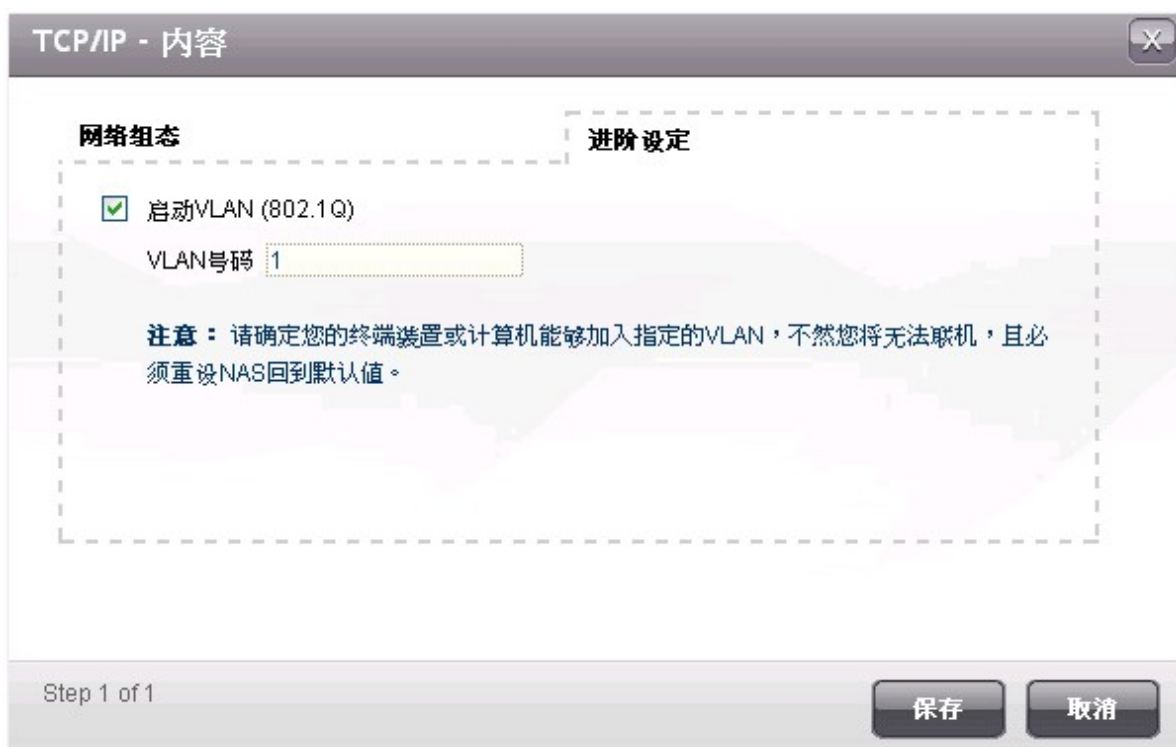 TCP/IP - 内容
X
网络组态
进阶设定
启动VLAN (802.1Q)
VLAN号码 1
注意： 请确定您的终端装置或计算机能够加入指定的VLAN，不然您将无法联机，且必
须重设NAS回到默认值。
Step 1 of 1
保存
取消